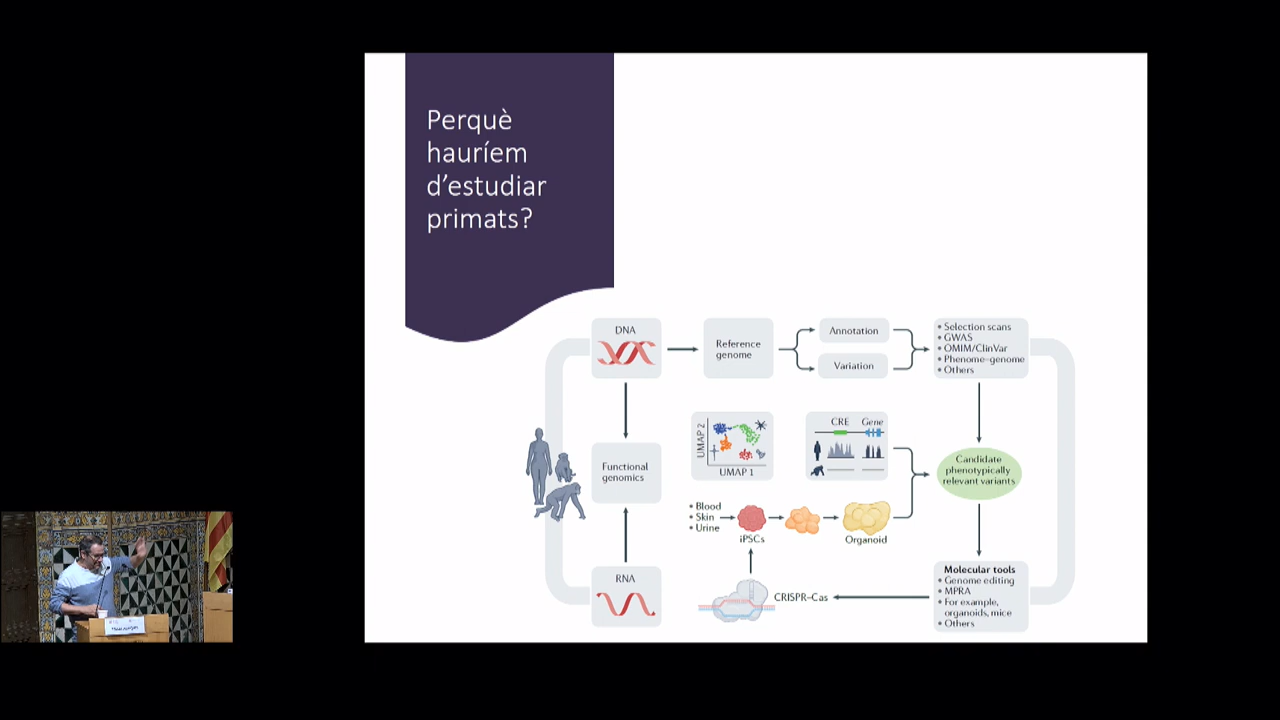 Perquè
hauríem
d'estudiar
primats?
DNA
Reference
genome
Annotation
Variation
• Selection scans
• GWAS
• OMIM/ClinVar
• Phenome–genome
• Others
UMAP 2
UMAP 1
CRE Gene
Functional
genomics
Candidate
phenotypically
relevant variants
• Blood
• Skin
• Urine
iPSCs
Organoid
RNA
CRISPR–Cas
Molecular tools
• Genome editing
• MPRA
• For example,
organoids, mice
• Others